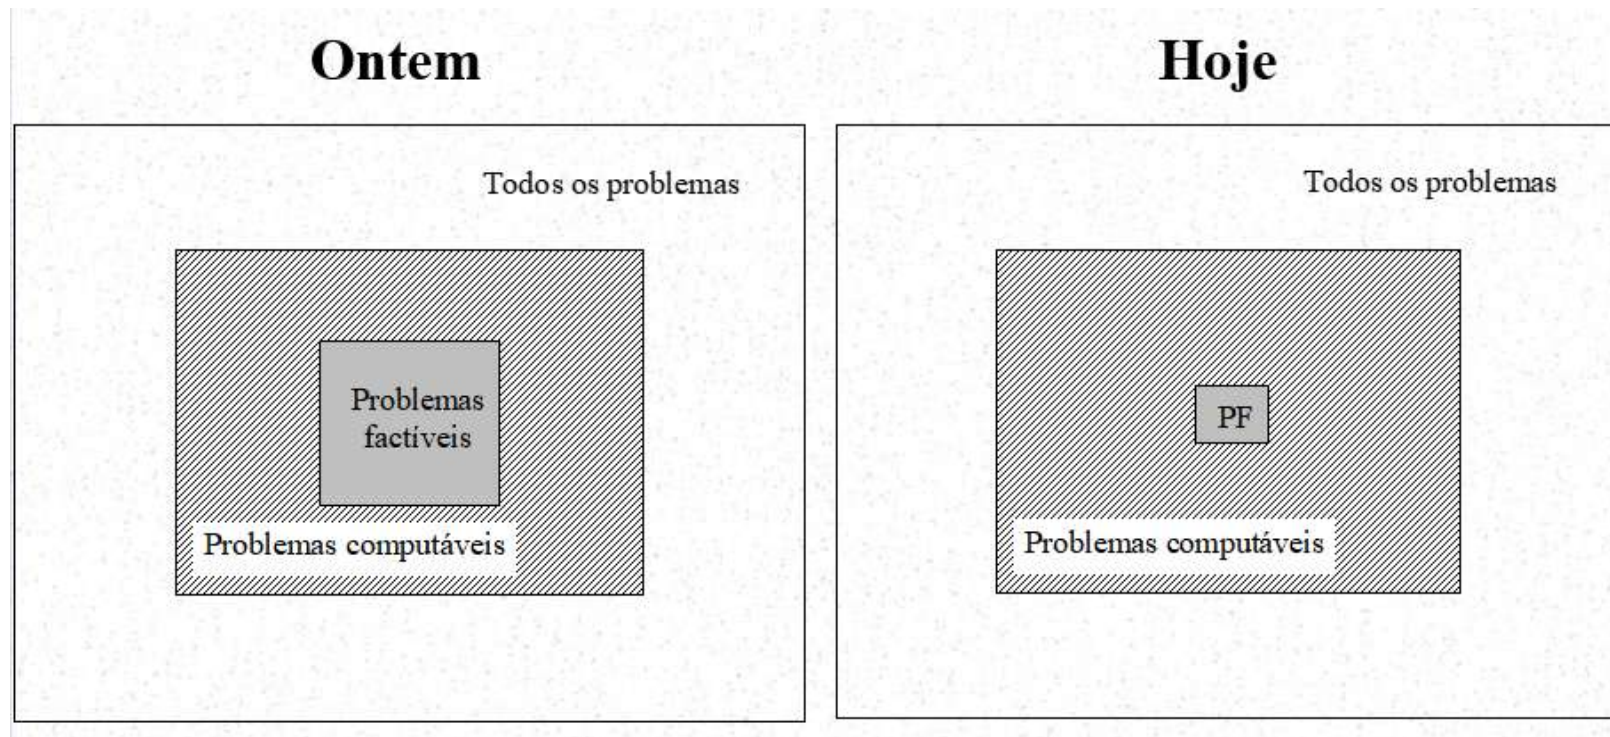 Ontem
Todos os problemas
Problemas
factíveis
Problemas computáveis
Hoje
Todos os problemas
PF
Problemas computáveis